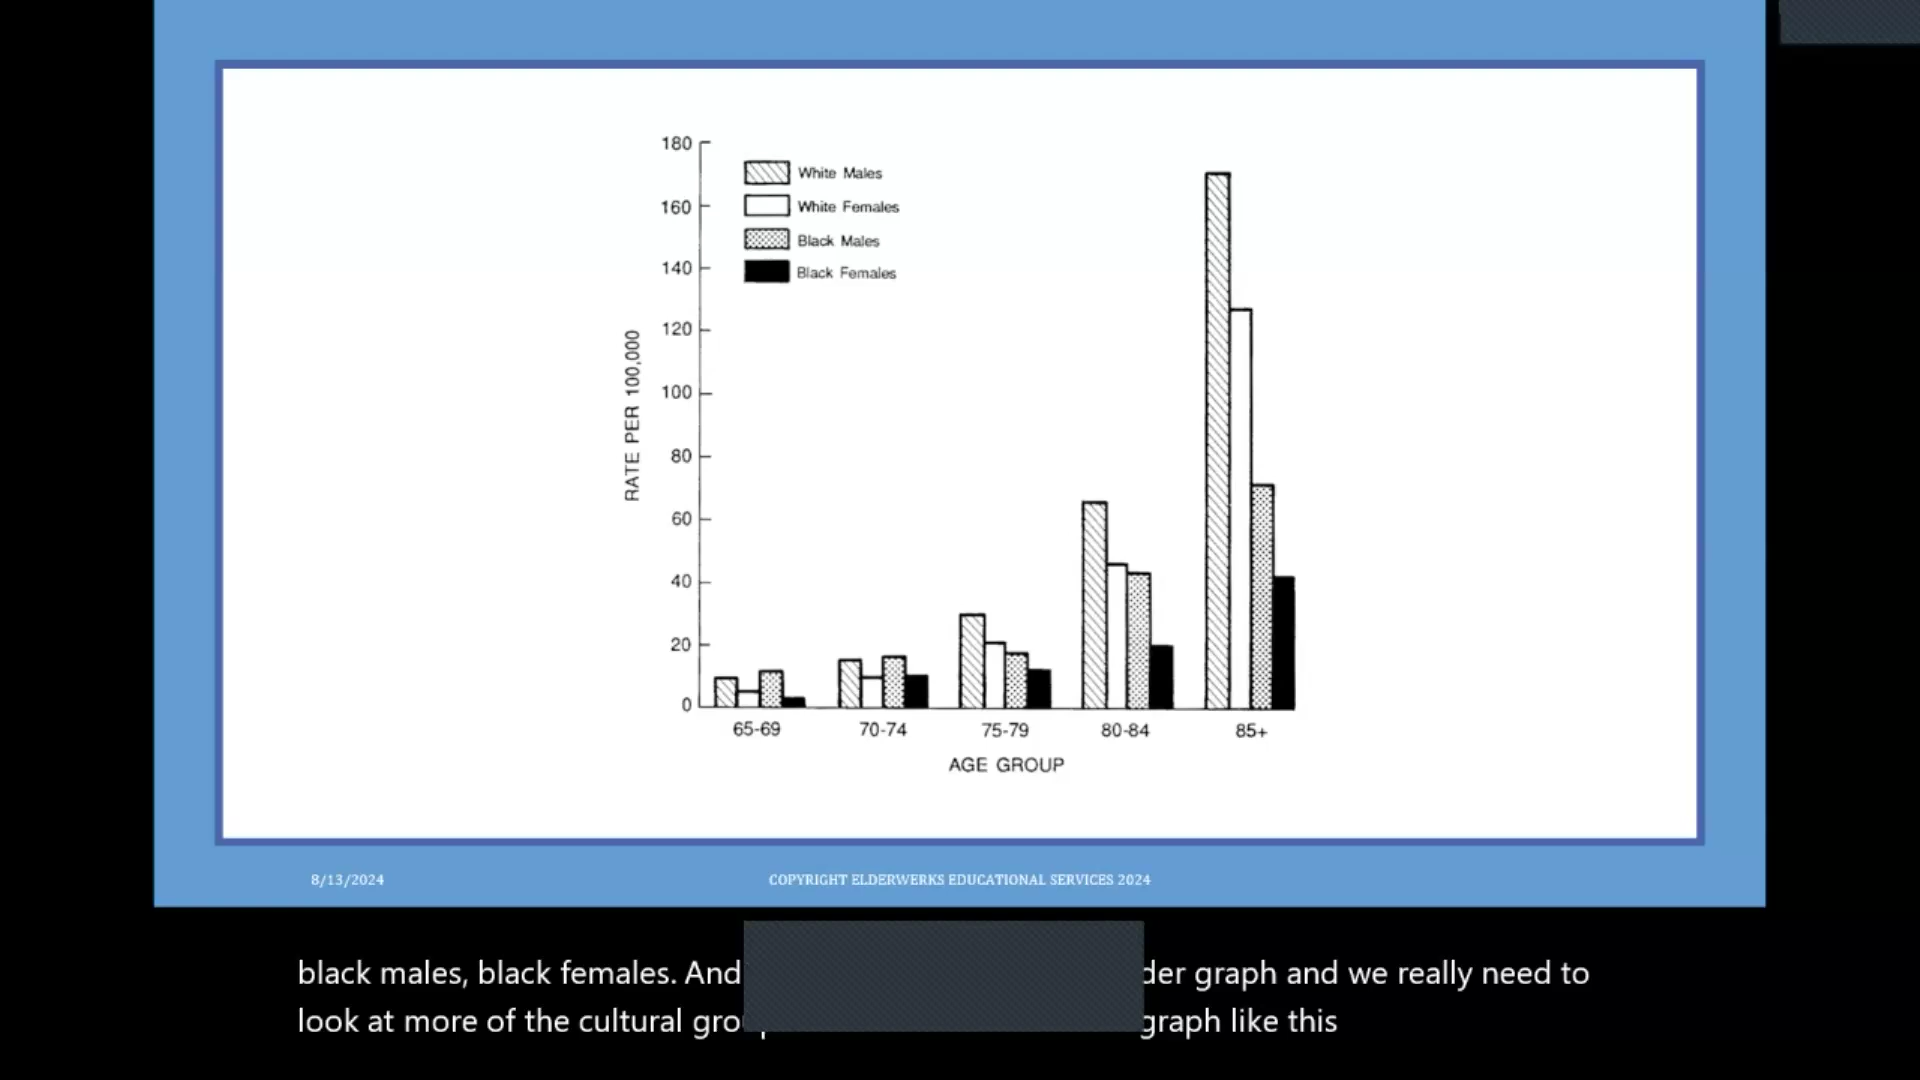 180
160
140
120
100
80
60
40
20
0
RATE PER 100,000
White Males
White Females
Black Males
Black Females
65-69 70-74 75-79 80-84 85+
AGE GROUP
8/13/2024 COPYRIGHT ELDERWERKS EDUCATIONAL SERVICES 2024
black males, black females. And graph and we really need to
look at more of the cultural graph like this